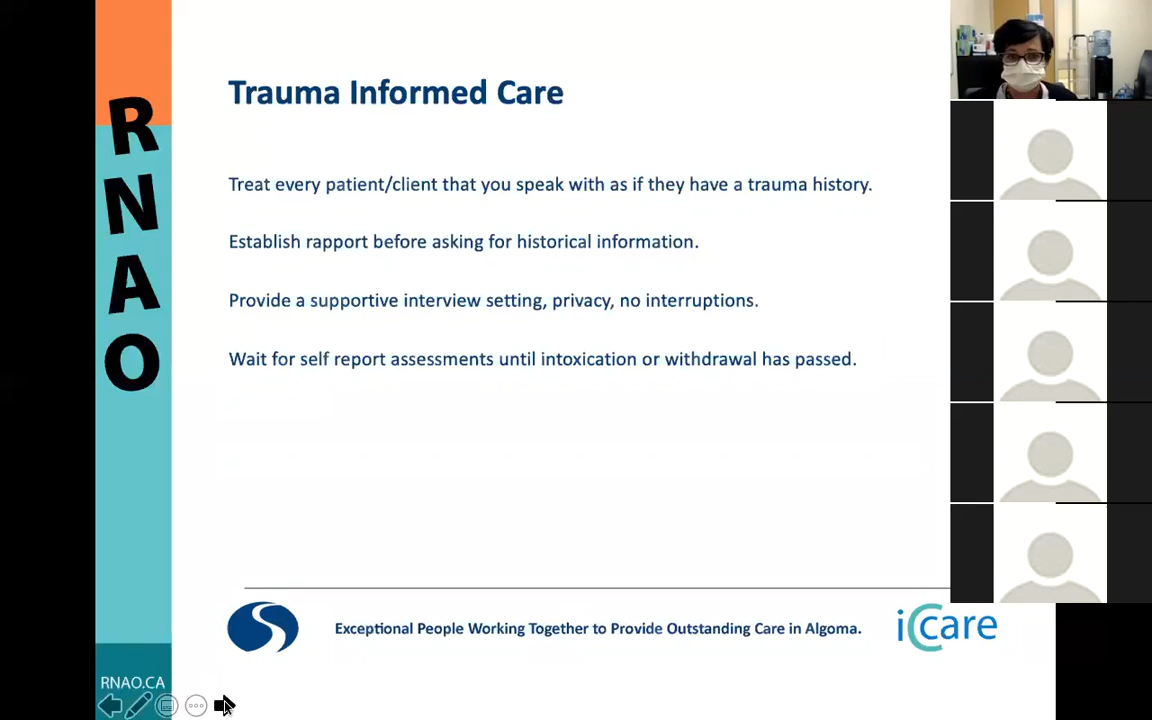 Trauma Informed Care
Treat every patient/client that you speak with as if they have a trauma history.
Establish rapport before asking for historical information.
Provide a supportive interview setting, privacy, no interruptions.
Wait for self report assessments until intoxication or withdrawal has passed.
RNAO
RNAO.CA
Exceptional People Working Together to Provide Outstanding Care in Algoma.
iCcare